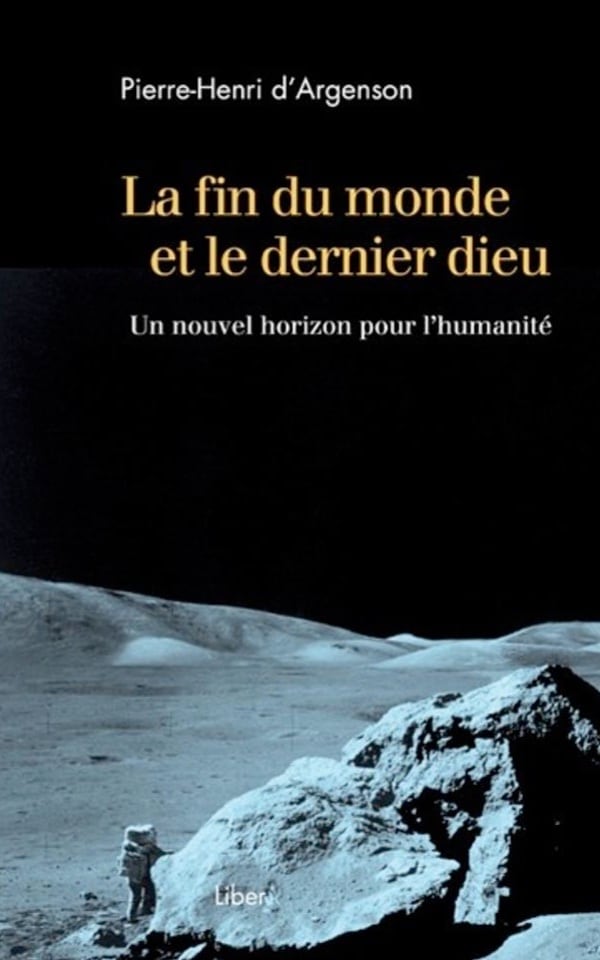 Pierre-Henri d'Argenson
La fin du monde
et le dernier dieu
Un nouvel horizon pour l'humanité
Liber